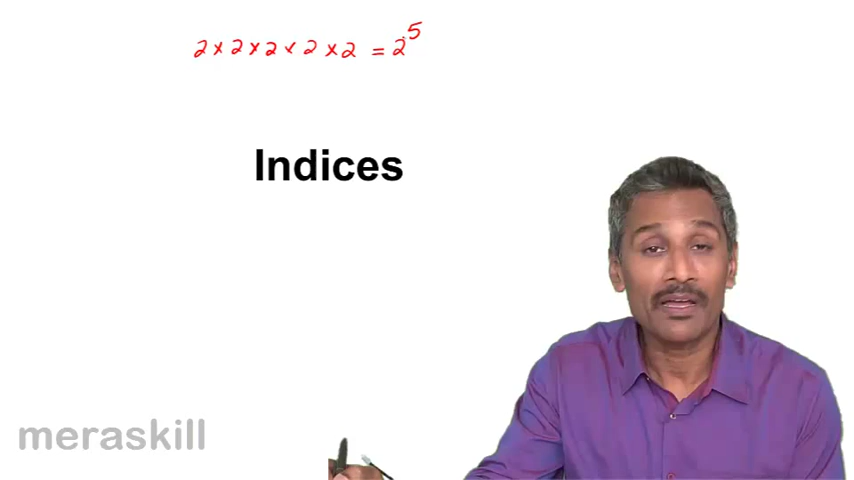 2 × 2 × 2 × 2 × 2 = 2⁵
Indices
meraskill